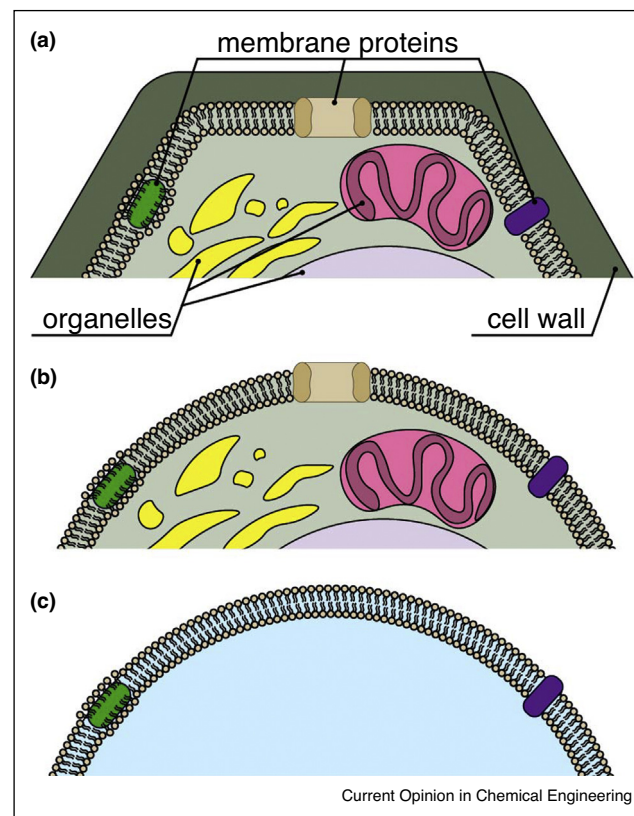 (a)
membrane proteins
organelles
cell wall
(b)
(c)
Current Opinion in Chemical Engineering